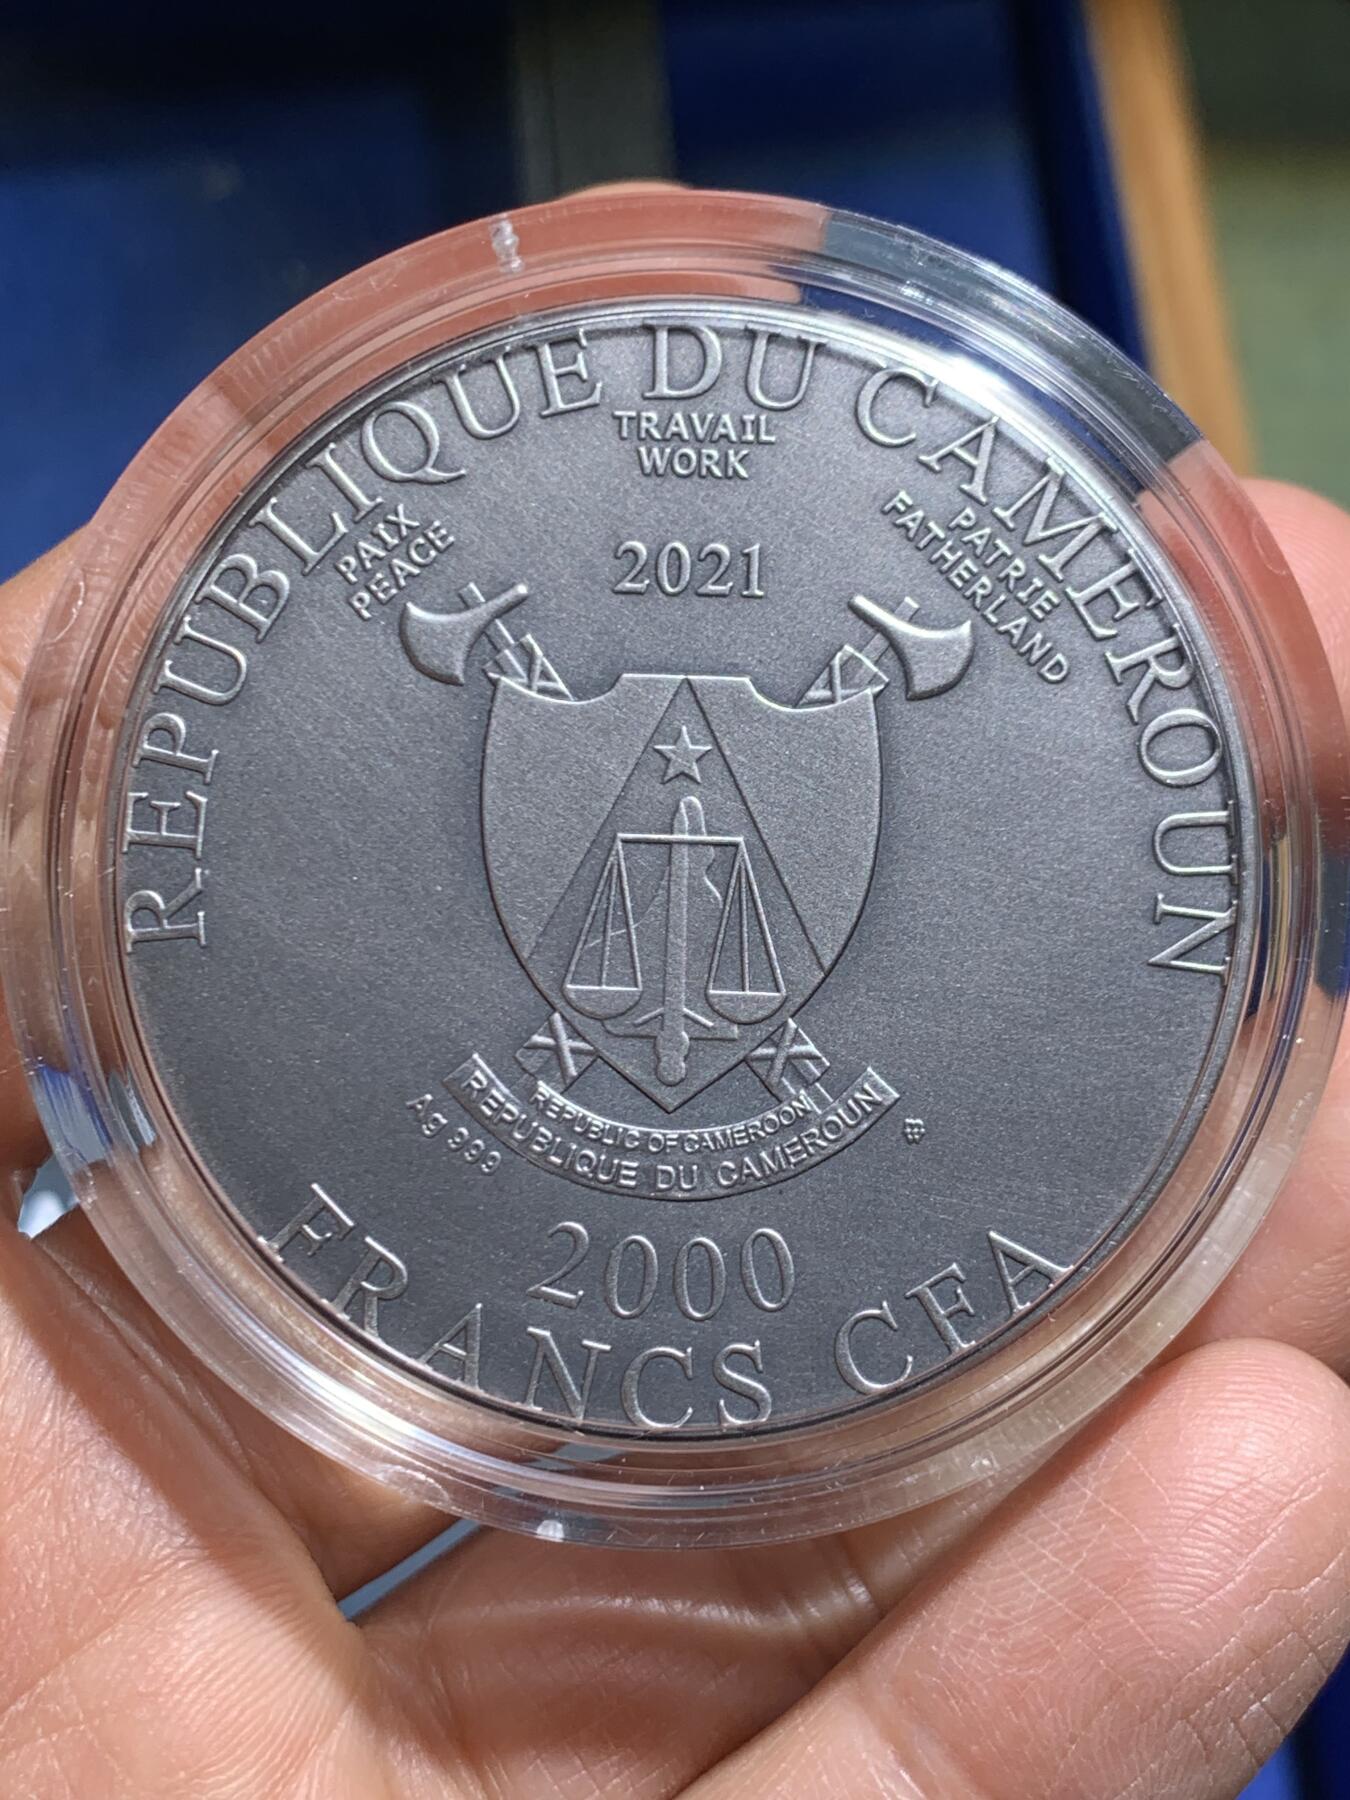 REPUBLIQUE DU CAMEROUN
TRAVAIL
WORK
PAIX
PEACE
PATRIE
FATHERLAND
2021
REPUBLIC OF CAMEROON
REPUBLIQUE DU CAMEROUN
Ag 999
2000
FRANCS CFA